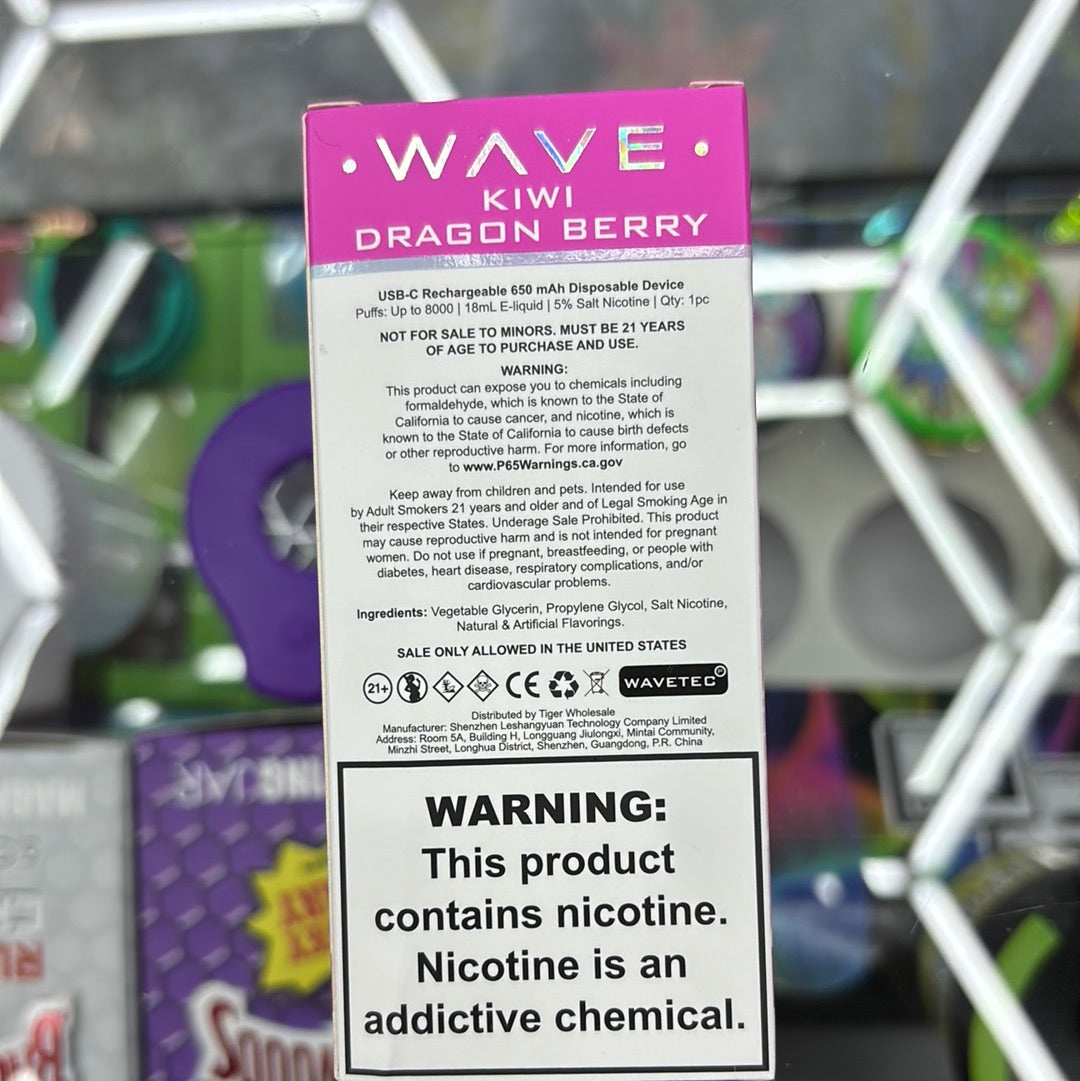 WAVE
KIWI
DRAGON BERRY
USB-C Rechargeable 650 mAh Disposable Device
Puffs: Up to 8000 | 18mL E-liquid | 5% Salt Nicotine | Qty: 1pc
NOT FOR SALE TO MINORS. MUST BE 21 YEARS
OF AGE TO PURCHASE AND USE.
WARNING:
This product can expose you to chemicals including
formaldehyde, which is known to the State of
California to cause cancer, and nicotine, which is
known to the State of California to cause birth defects
or other reproductive harm. For more information, go
to www.P65Warnings.ca.gov
Keep away from children and pets. Intended for use
by Adult Smokers 21 years and older and of Legal Smoking Age in
their respective States. Underage Sale Prohibited. This product
may cause reproductive harm and is not intended for pregnant
women. Do not use if pregnant, breastfeeding, or people with
diabetes, heart disease, respiratory complications, and/or
cardiovascular problems.
Ingredients: Vegetable Glycerin, Propylene Glycol, Salt Nicotine,
Natural & Artificial Flavorings.
SALE ONLY ALLOWED IN THE UNITED STATES
21+ CE WAVETEC®
Distributed by Tiger Wholesale
Manufacturer: Shenzhen Leshangyuan Technology Company Limited
Address: Room 5A, Building H, Longguang Jiulongxi, Mintai Community,
Minzhi Street, Longhua District, Shenzhen, Guangdong, P.R. China
WARNING:
This product
contains nicotine.
Nicotine is an
addictive chemical.